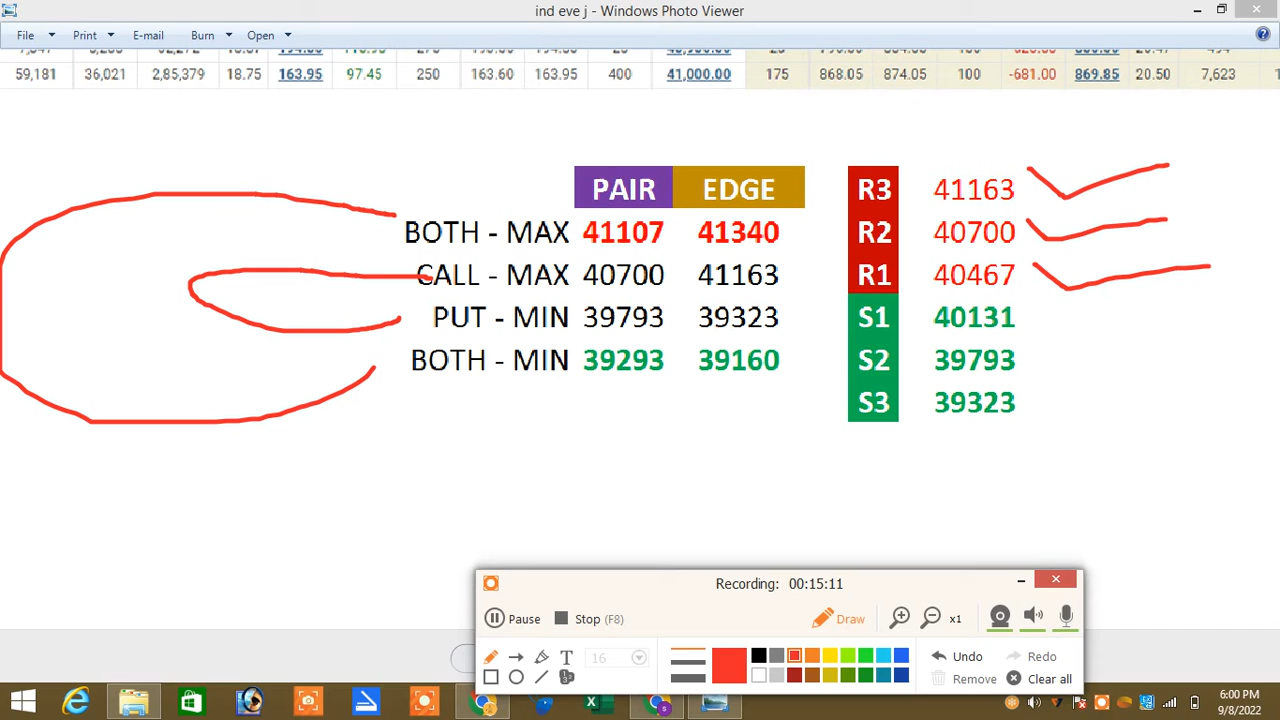 ind eve j - Windows Photo Viewer
File Print E-mail Burn Open
59,181 36,021 2,85,379 18.75 163.95 97.45 250 163.60 163.95 400 41,000.00 175 868.05 874.05 100 -681.00 869.85 20.50 7,623
PAIR EDGE
BOTH - MAX 41107 41340
CALL - MAX 40700 41163
PUT - MIN 39793 39323
BOTH - MIN 39293 39160
R3 41163
R2 40700
R1 40467
S1 40131
S2 39793
S3 39323
Recording: 00:15:11
Pause Stop (F8) Draw x1
T 16 Undo Redo
Remove Clear all
6:00 PM
9/8/2022